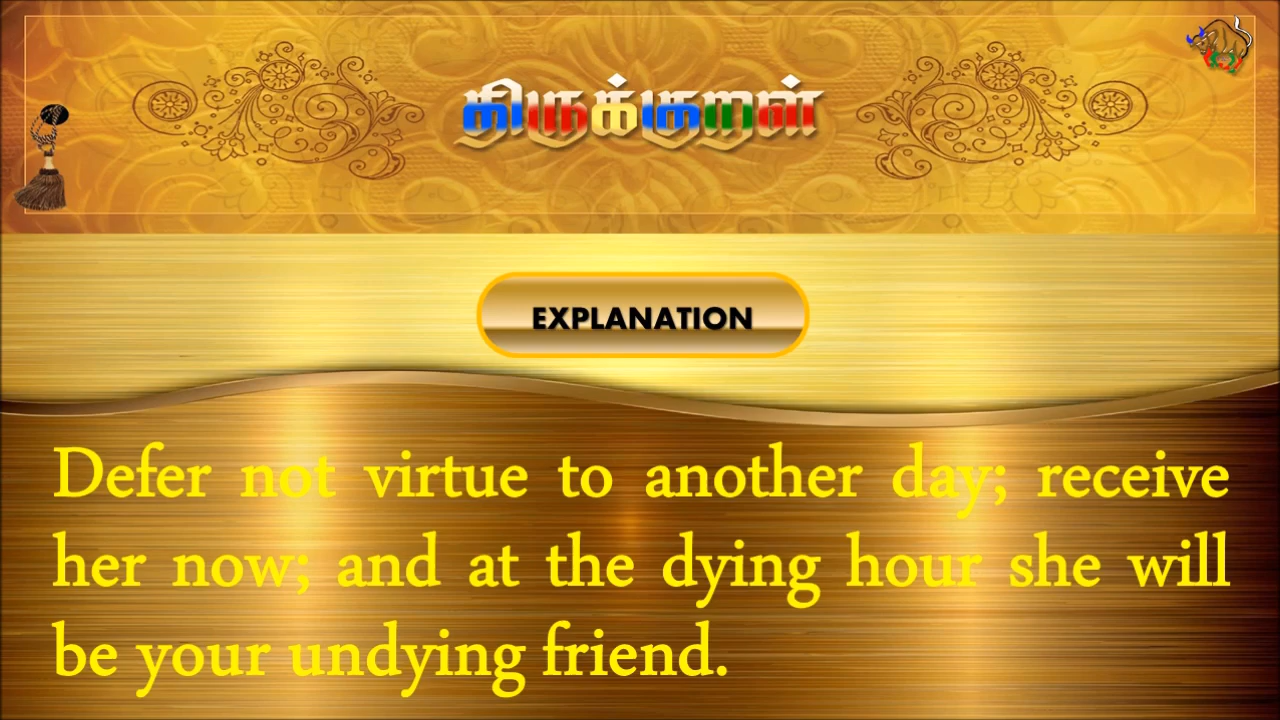 திருக்குறள்
EXPLANATION
Defer not virtue to another day; receive
her now; and at the dying hour she will
be your undying friend.